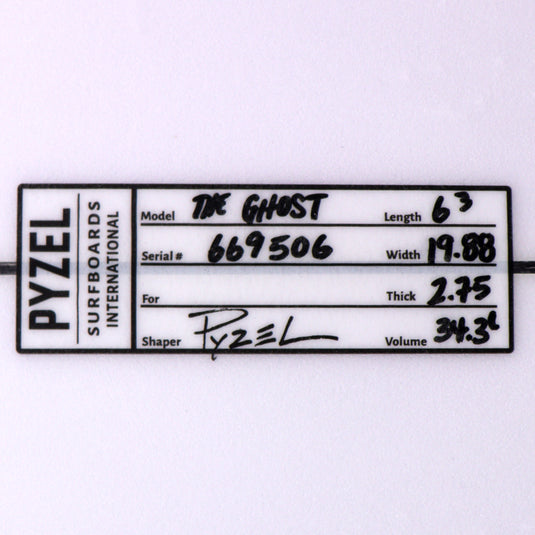 PYZEL
SURFBOARDS
INTERNATIONAL
Model THE GHOST Length 6 3
Serial # 669506 Width 19.88
For Thick 2.75
Shaper PYZEL Volume 34.3L